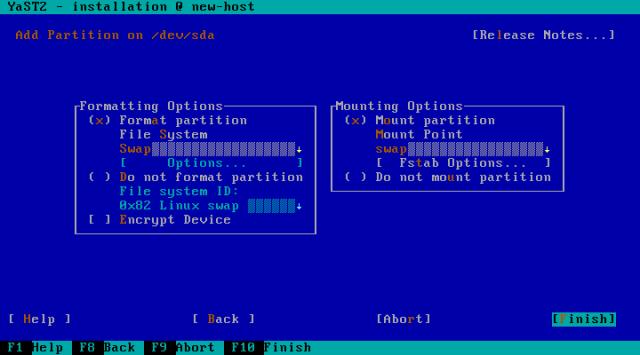 YaST2 - installation @ new-host
Add Partition on /dev/sda [Release Notes...]
Formatting Options
(x) Format partition
File System
Swap
[ Options... ]
( ) Do not format partition
File system ID:
0x82 Linux swap
[ ] Encrypt Device
Mounting Options
(x) Mount partition
Mount Point
swap
[ Fstab Options... ]
( ) Do not mount partition
[ Help ] [ Back ] [Abort] [Finish]
F1 Help F8 Back F9 Abort F10 Finish